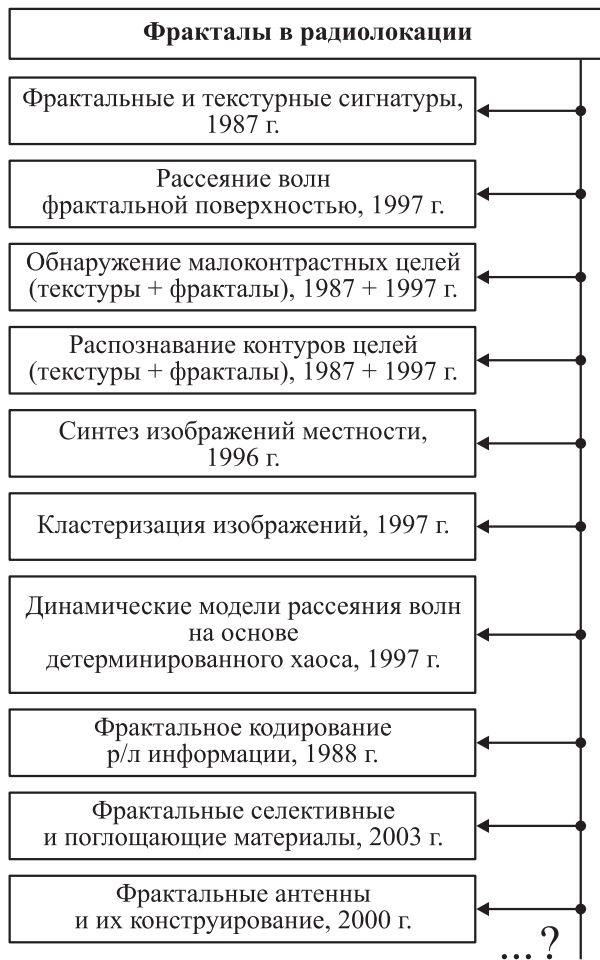 Фракталы в радиолокации
Фрактальные и текстурные сигнатуры,
1987 г.
Рассеяние волн
фрактальной поверхностью, 1997 г.
Обнаружение малоконтрастных целей
(текстуры + фракталы), 1987 + 1997 г.
Распознавание контуров целей
(текстуры + фракталы), 1987 + 1997 г.
Синтез изображений местности,
1996 г.
Кластеризация изображений, 1997 г.
Динамические модели рассеяния волн
на основе
детерминированного хаоса, 1997 г.
Фрактальное кодирование
р/л информации, 1988 г.
Фрактальные селективные
и поглощающие материалы, 2003 г.
Фрактальные антенны
и их конструирование, 2000 г.
... ?